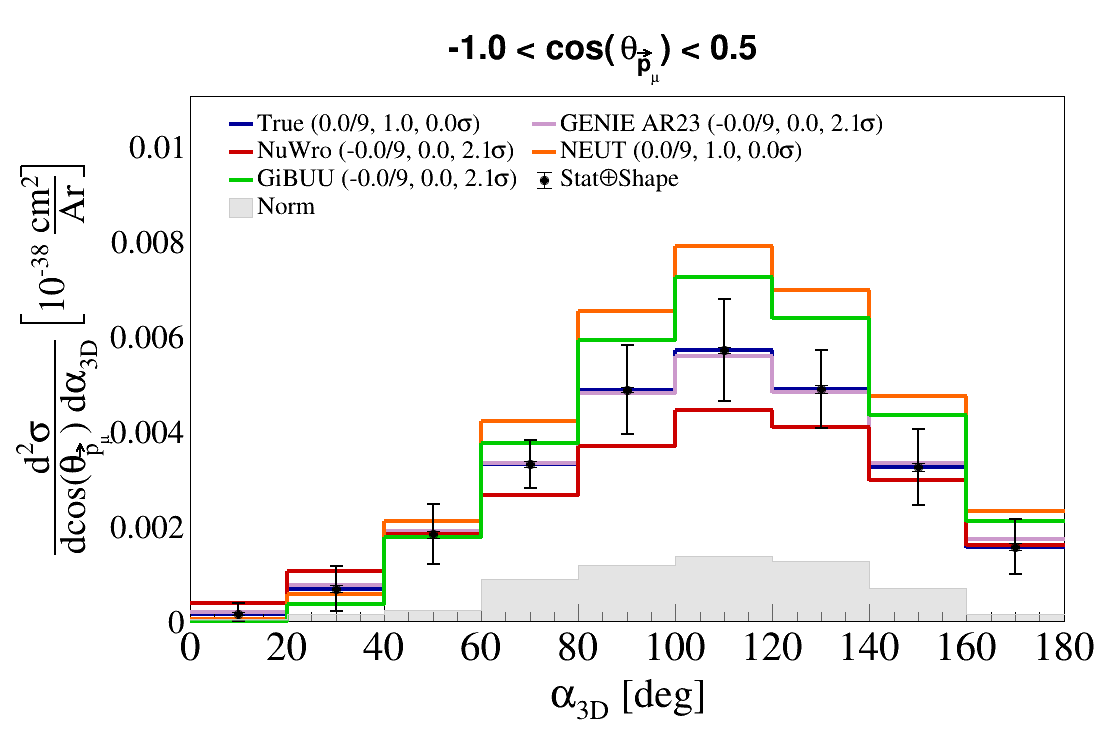 -1.0 < cos(θp⃗μ) < 0.5
True (0.0/9, 1.0, 0.0σ)
GENIE AR23 (-0.0/9, 0.0, 2.1σ)
NuWro (-0.0/9, 0.0, 2.1σ)
NEUT (0.0/9, 1.0, 0.0σ)
GiBUU (-0.0/9, 0.0, 2.1σ)
Stat⊕Shape
Norm
0.01
0.008
0.006
0.004
0.002
0
d²σ
dcos(θp⃗μ) dα3D
[10⁻³⁸ cm²/Ar]
0 20 40 60 80 100 120 140 160 180
α3D [deg]